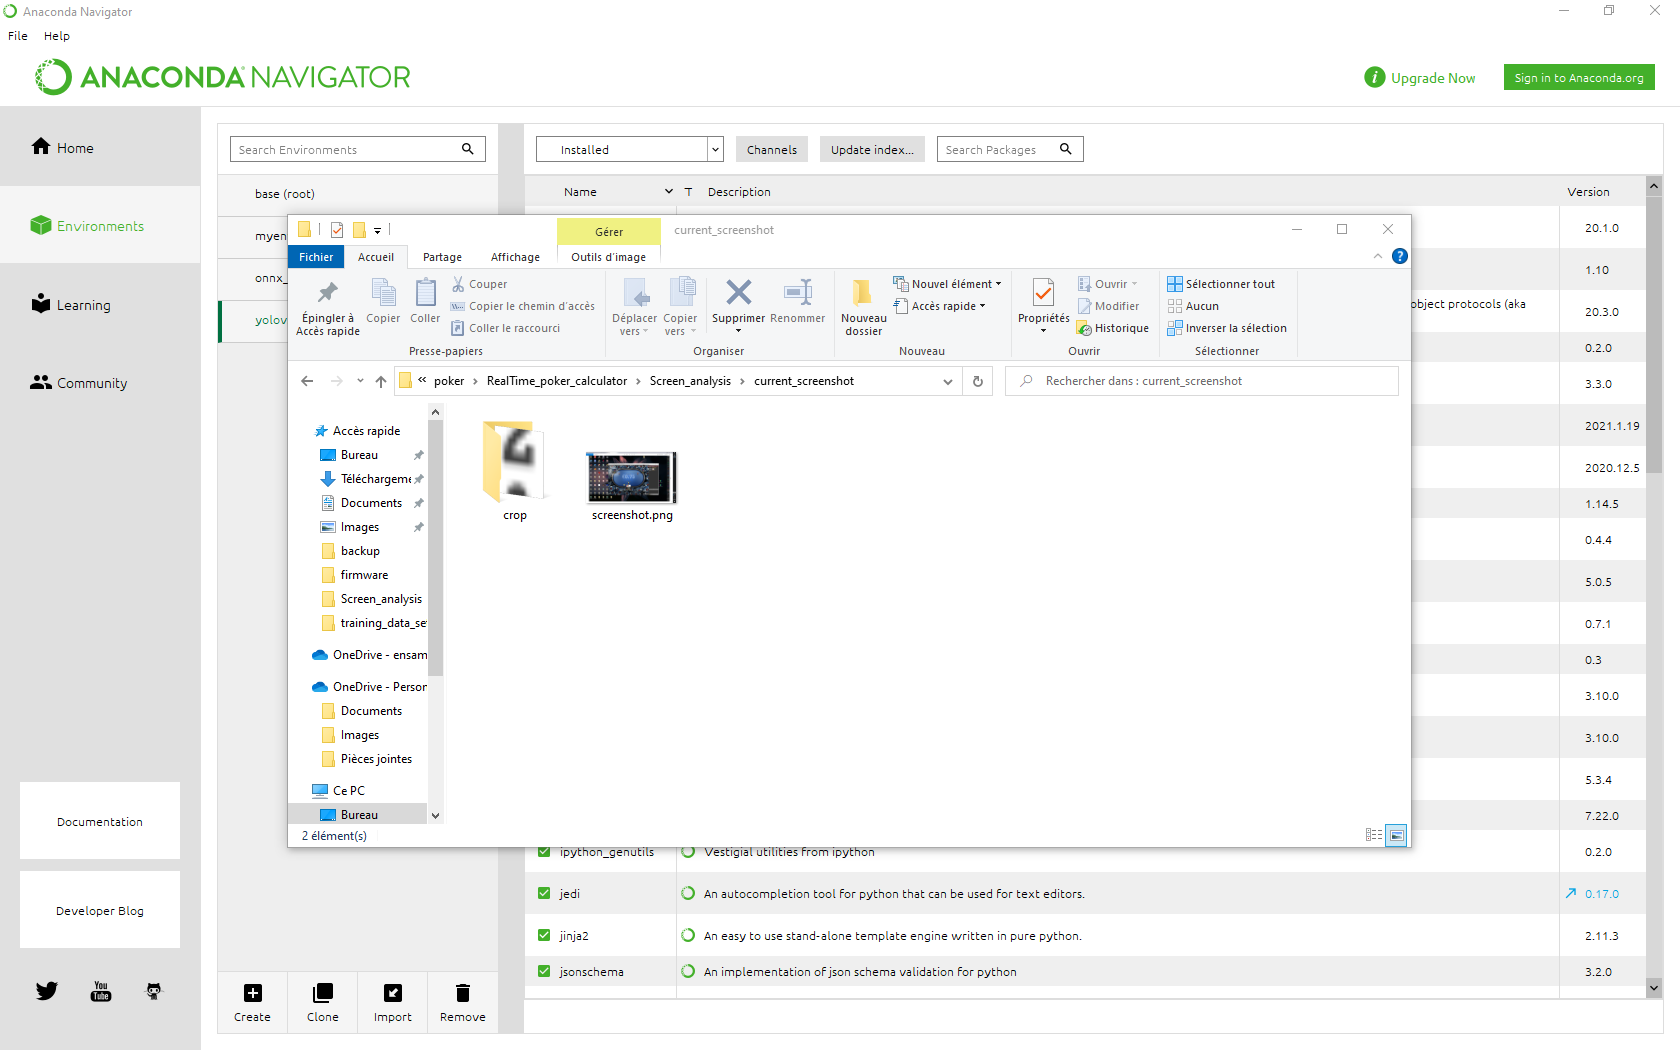 Anaconda Navigator
File Help
ANACONDA NAVIGATOR
Upgrade Now
Sign in to Anaconda.org
Home
Environments
Learning
Community
Documentation
Developer Blog
You
Tube
Search Environments
base (root)
myen
onnx_
yolov
Create Clone Import Remove
Installed
Channels
Update index...
Search Packages
Name T Description Version
20.1.0
1.10
object protocols (aka
20.3.0
0.2.0
3.3.0
2021.1.19
2020.12.5
1.14.5
0.4.4
5.0.5
0.7.1
0.3
3.10.0
3.10.0
5.3.4
7.22.0
ipython_genutils Vestigial utilities from ipython 0.2.0
jedi An autocompletion tool for python that can be used for text editors. 0.17.0
jinja2 An easy to use stand-alone template engine written in pure python. 2.11.3
jsonschema An implementation of json schema validation for python 3.2.0
Gérer
current_screenshot
Fichier Accueil Partage Affichage Outils d'image
Épingler à
Accès rapide
Copier
Coller
Couper
Copier le chemin d'accès
Coller le raccourci
Presse-papiers
Déplacer
vers
Copier
vers
Supprimer
Renommer
Organiser
Nouveau
dossier
Nouvel élément
Accès rapide
Nouveau
Propriétés
Ouvrir
Modifier
Historique
Ouvrir
Sélectionner tout
Aucun
Inverser la sélection
Sélectionner
« poker › RealTime_poker_calculator › Screen_analysis › current_screenshot
Rechercher dans : current_screenshot
Accès rapide
Bureau
Téléchargeme
Documents
Images
backup
firmware
Screen_analysis
training_data_se
OneDrive - ensam
OneDrive - Person
Documents
Images
Pièces jointes
Ce PC
Bureau
crop
screenshot.png
2 élément(s)